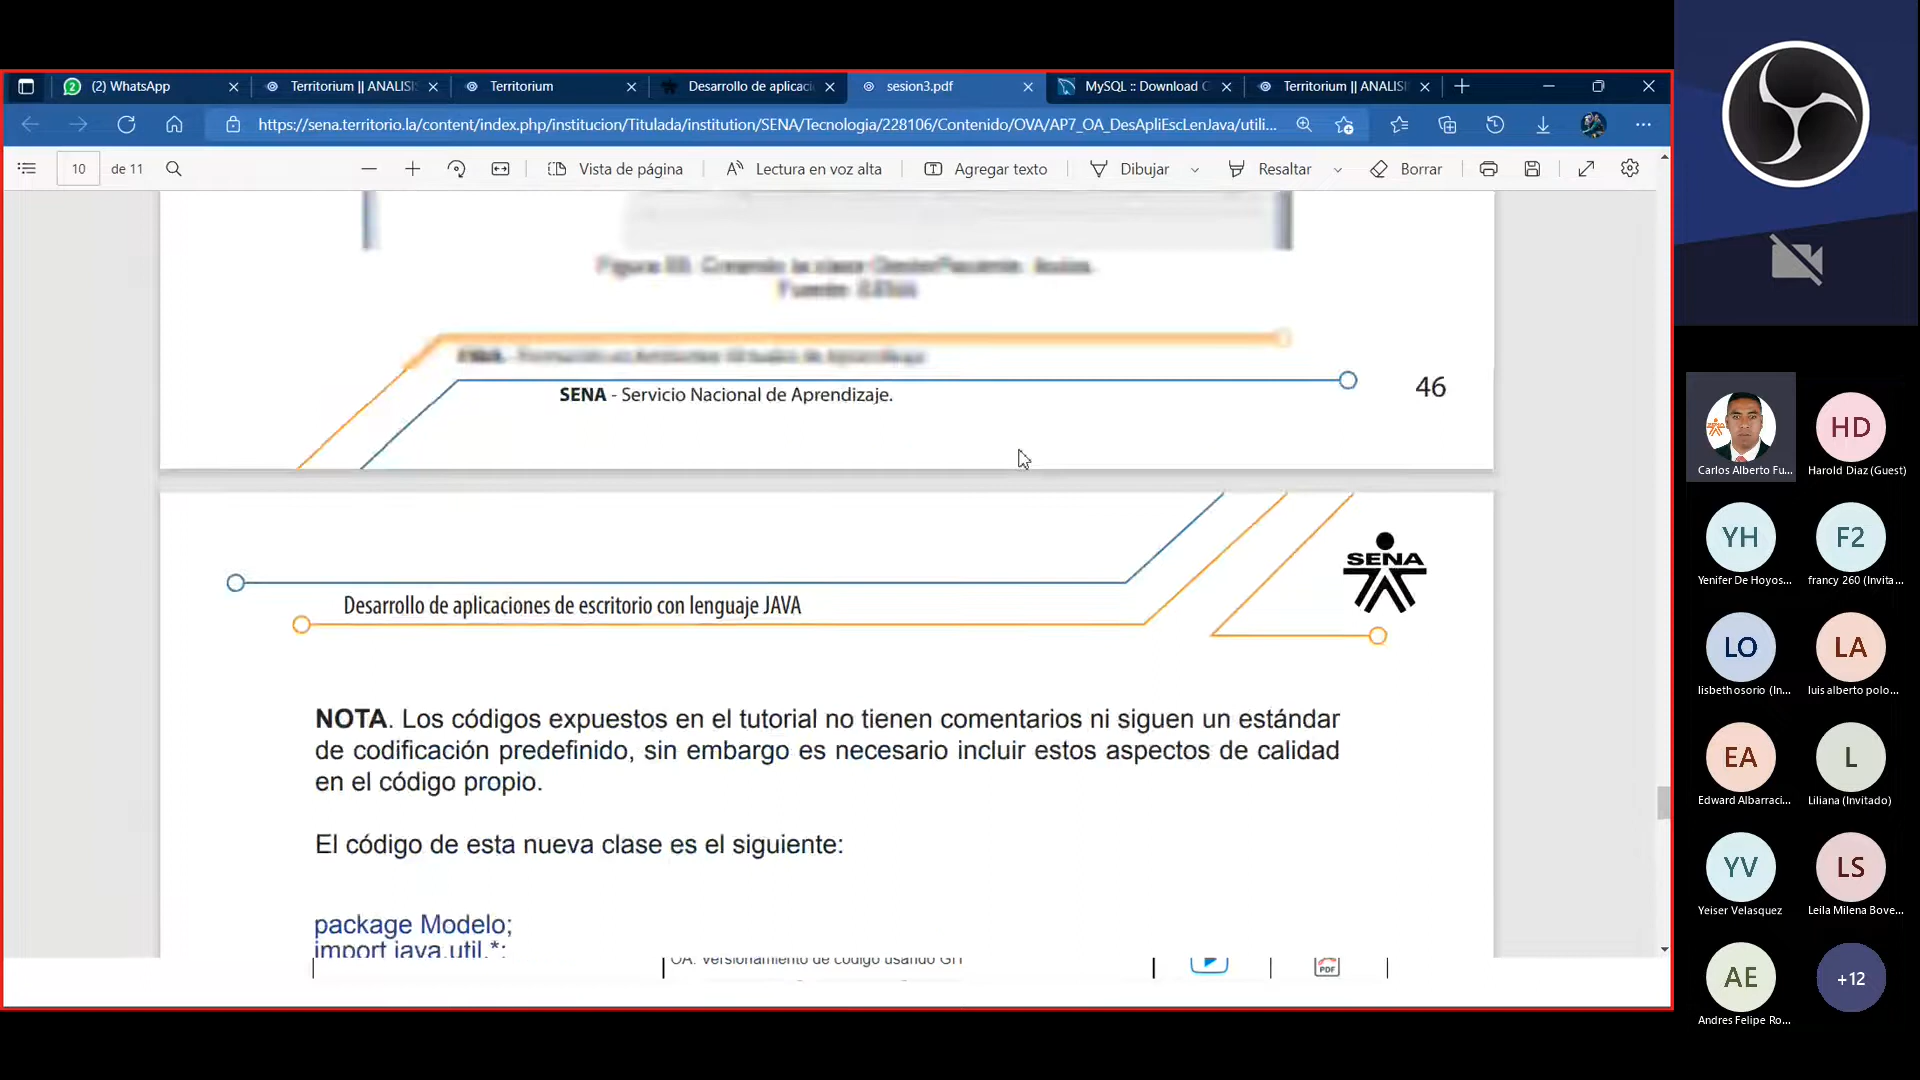 (2) WhatsApp
Territorium || ANALISI
Territorium
Desarrollo de aplicaci
sesion3.pdf
MySQL :: Download
Territorium || ANALISI
https://sena.territorio.la/content/index.php/institucion/Titulada/institution/SENA/Tecnologia/228106/Contenido/OVA/AP7_OA_DesApliEscLenJava/utili...
10
de 11
Vista de página
Lectura en voz alta
Agregar texto
Dibujar
Resaltar
Borrar
SENA - Servicio Nacional de Aprendizaje.
46
SENA
Desarrollo de aplicaciones de escritorio con lenguaje JAVA
NOTA. Los códigos expuestos en el tutorial no tienen comentarios ni siguen un estándar
de codificación predefinido, sin embargo es necesario incluir estos aspectos de calidad
en el código propio.
El código de esta nueva clase es el siguiente:
package Modelo;
import java.util.*;
OA. Versionamiento de código usando GIT
PDF
Carlos Alberto Fu...
HD
Harold Diaz (Guest)
YH
Yenifer De Hoyos...
F2
francy 260 (Invita...
LO
lisbeth osorio (In...
LA
luis alberto polo...
EA
Edward Albarraci...
L
Liliana (Invitado)
YV
Yeiser Velasquez
LS
Leila Milena Bove...
AE
Andres Felipe Ro...
+12